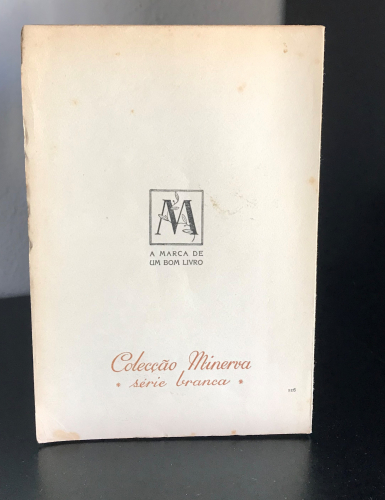 M
A MARCA DE
UM BOM LIVRO
Colecção Minerva
• série branca •